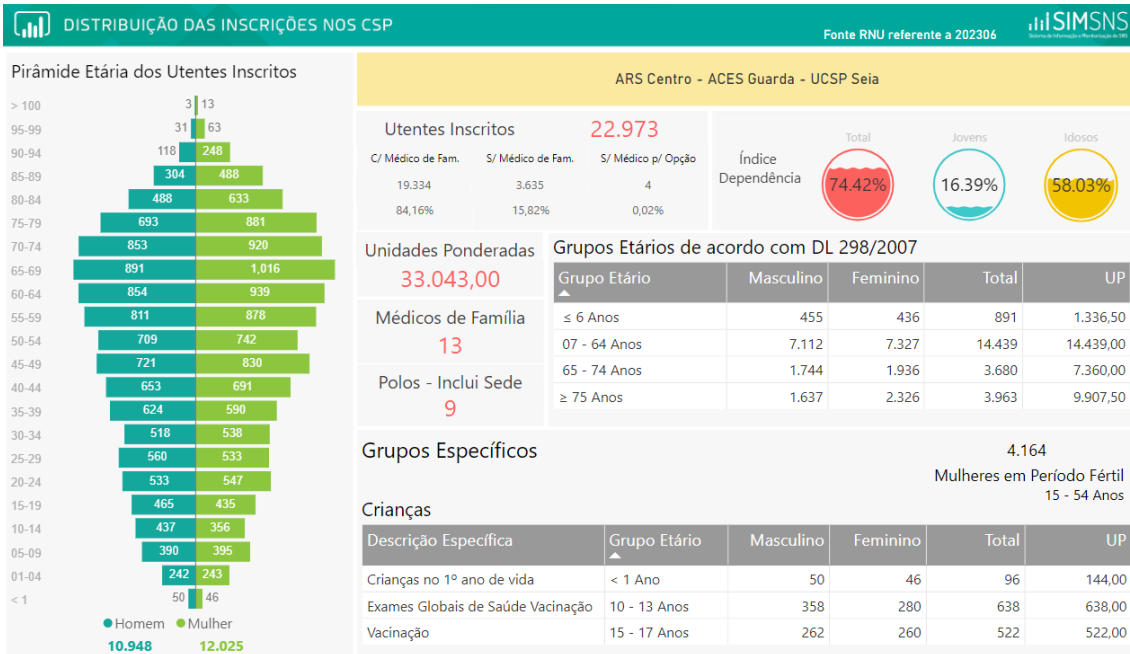 DISTRIBUIÇÃO DAS INSCRIÇÕES NOS CSP
Fonte RNU referente a 202306
SIMSNS
Pirâmide Etária dos Utentes Inscritos
> 100 3 13
95-99 31 63
90-94 118 248
85-89 304 488
80-84 488 633
75-79 693 881
70-74 853 920
65-69 891 1,016
60-64 854 939
55-59 811 878
50-54 709 742
45-49 721 830
40-44 653 691
35-39 624 590
30-34 518 538
25-29 560 533
20-24 533 547
15-19 465 435
10-14 437 356
05-09 390 395
01-04 242 243
< 1 50 46
Homem Mulher
10.948 12.025
ARS Centro - ACES Guarda - UCSP Seia
Utentes Inscritos 22.973
C/ Médico de Fam. S/ Médico de Fam. S/ Médico p/ Opção
19.334 3.635 4
84,16% 15,82% 0,02%
Índice
Dependência
Total Jovens Idosos
74.42% 16.39% 58.03%
Unidades Ponderadas
33.043,00
Médicos de Família
13
Polos - Inclui Sede
9
Grupos Etários de acordo com DL 298/2007
Grupo Etário Masculino Feminino Total UP
≤ 6 Anos 455 436 891 1.336,50
07 - 64 Anos 7.112 7.327 14.439 14.439,00
65 - 74 Anos 1.744 1.936 3.680 7.360,00
≥ 75 Anos 1.637 2.326 3.963 9.907,50
Grupos Específicos
4.164
Mulheres em Período Fértil
15 - 54 Anos
Crianças
Descrição Específica Grupo Etário Masculino Feminino Total UP
Crianças no 1º ano de vida < 1 Ano 50 46 96 144,00
Exames Globais de Saúde Vacinação 10 - 13 Anos 358 280 638 638,00
Vacinação 15 - 17 Anos 262 260 522 522,00